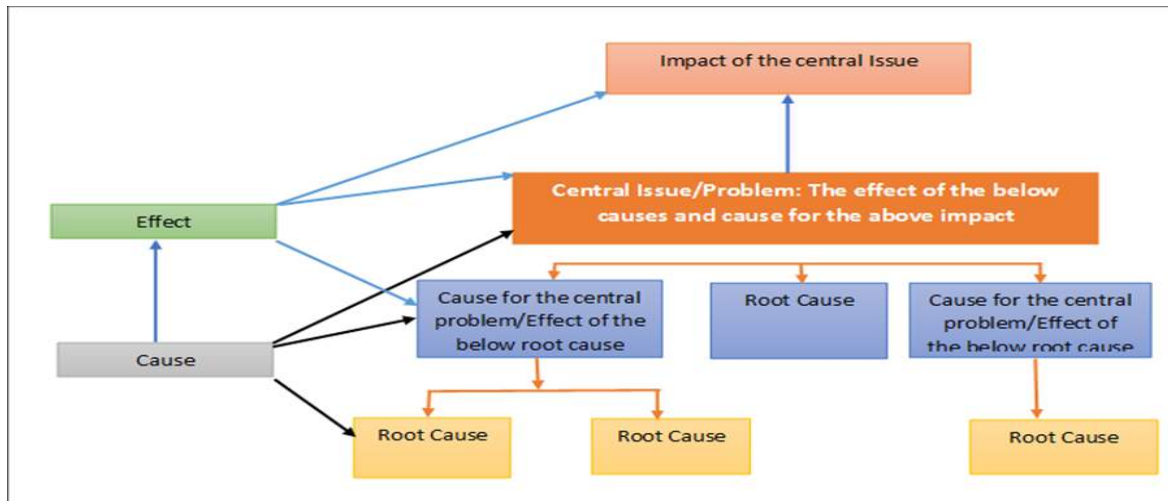 Impact of the central Issue
Central Issue/Problem: The effect of the below
causes and cause for the above impact
Effect
Cause for the central
problem/Effect of the
below root cause
Root Cause
Cause for the central
problem/Effect of
the below root cause
Cause
Root Cause
Root Cause
Root Cause